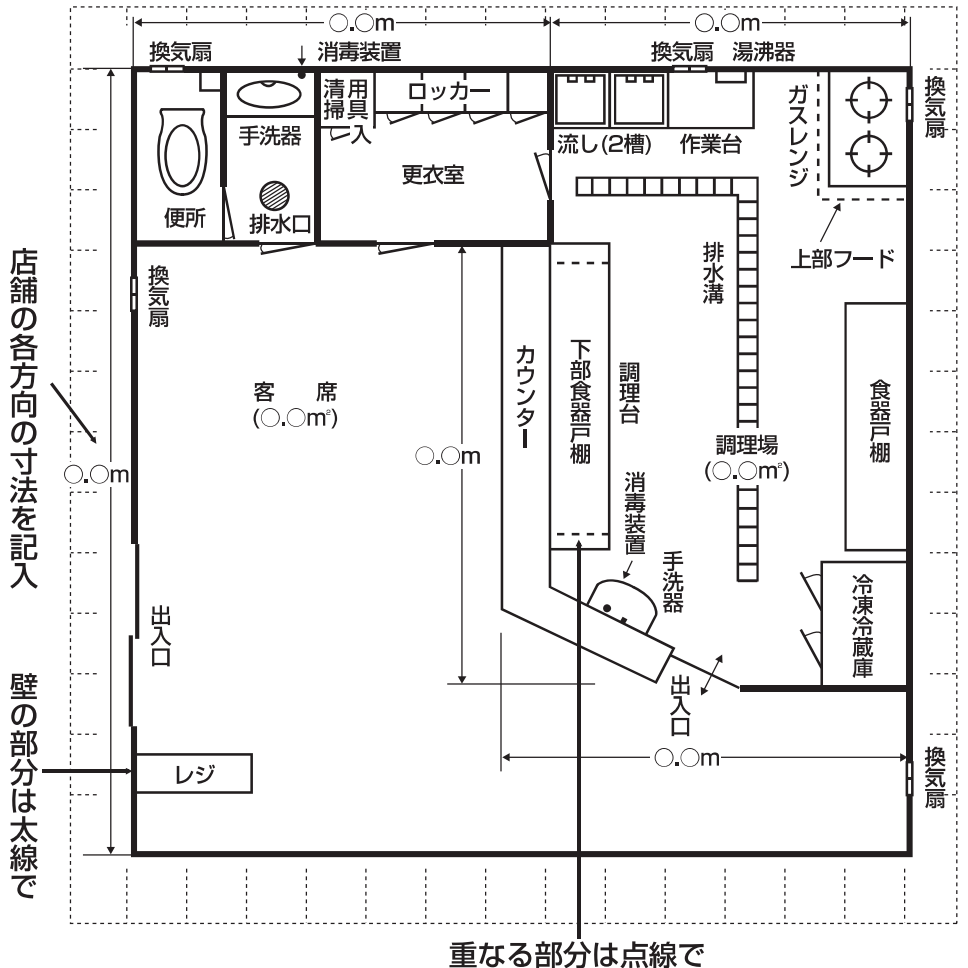 ○.○m
○.○m
換気扇
消毒装置
換気扇
湯沸器
換気扇
手洗器
清掃用具入
ロッカー
流し(2槽)
作業台
ガスレンジ
便所
排水口
更衣室
上部フード
排水溝
換気扇
店舗の各方向の寸法を記入
○.○m
客席
(○.○㎡)
○.○m
カウンター
下部食器戸棚
調理台
調理場
(○.○㎡)
食器戸棚
消毒装置
手洗器
冷凍冷蔵庫
出入口
出入口
○.○m
換気扇
壁の部分は太線で
レジ
重なる部分は点線で